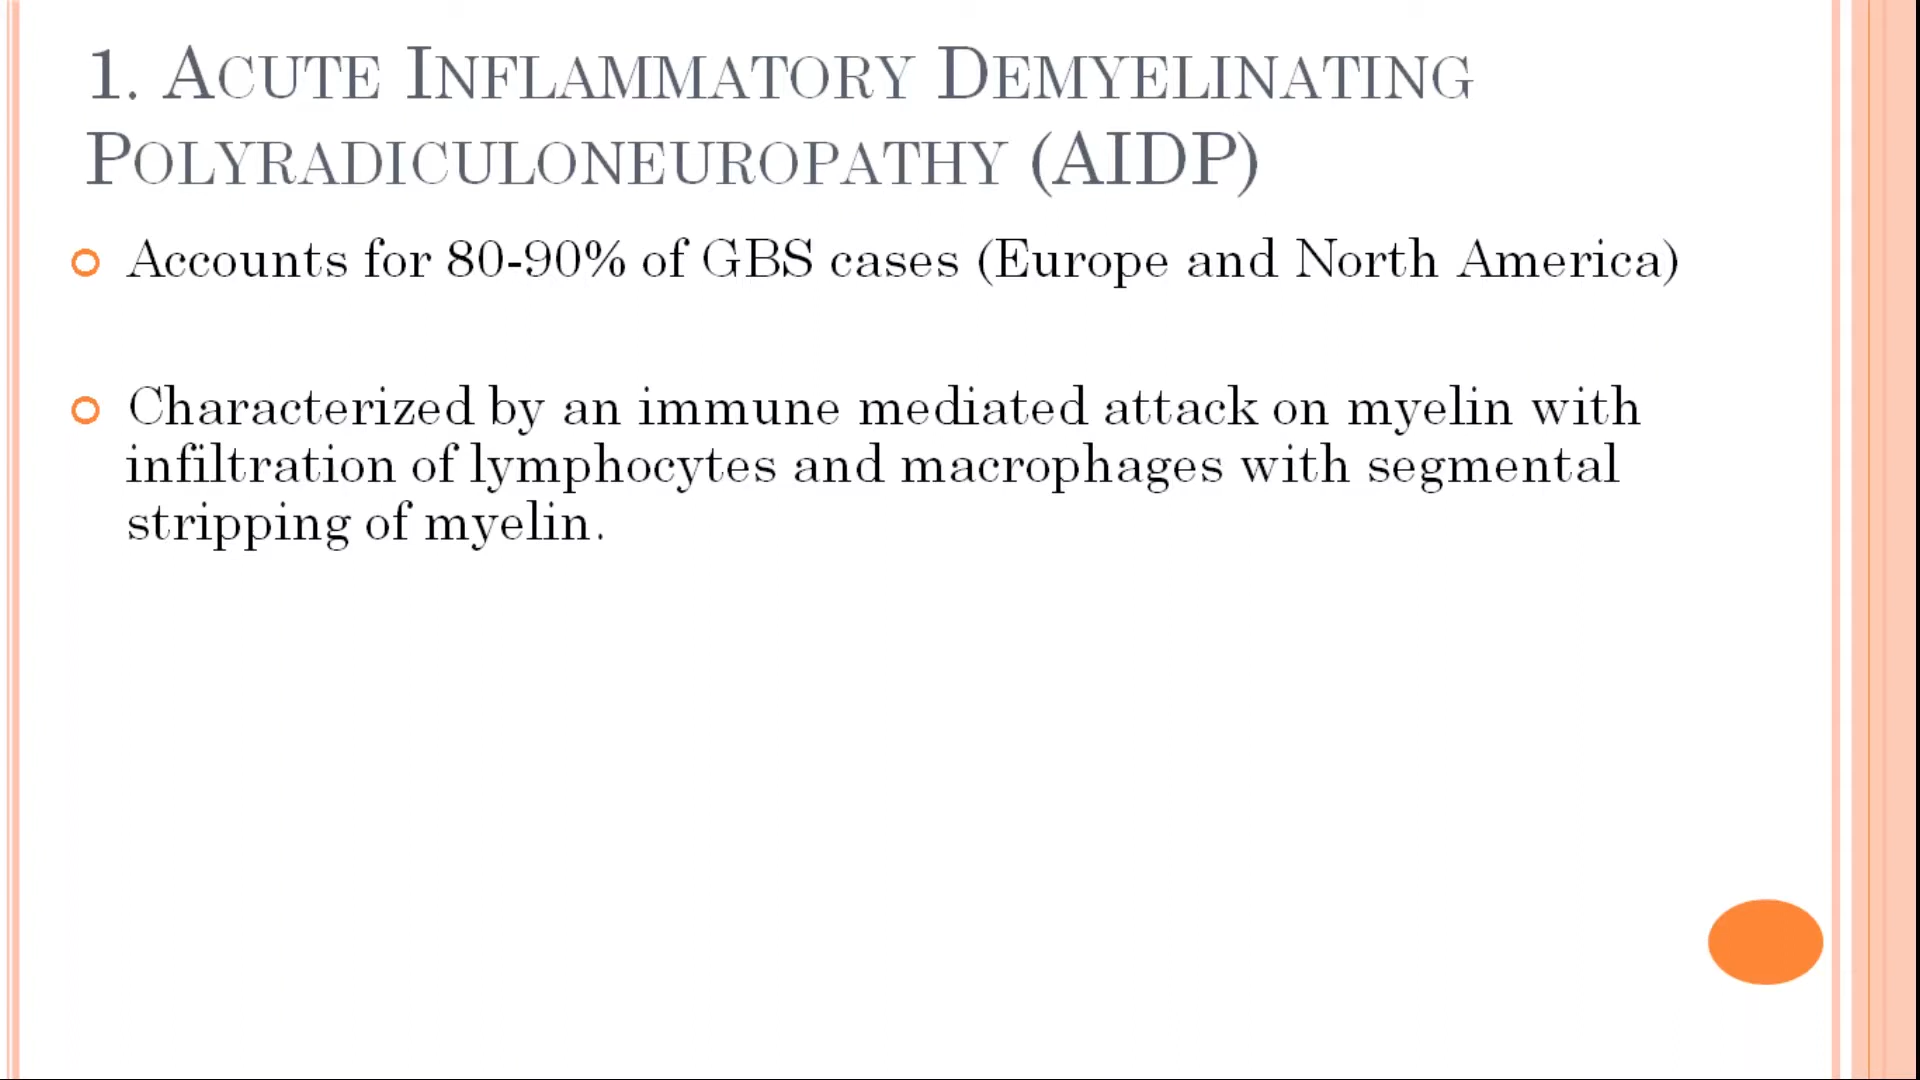 1. Acute Inflammatory Demyelinating
Polyradiculoneuropathy (AIDP)
Accounts for 80-90% of GBS cases (Europe and North America)
Characterized by an immune mediated attack on myelin with
infiltration of lymphocytes and macrophages with segmental
stripping of myelin.